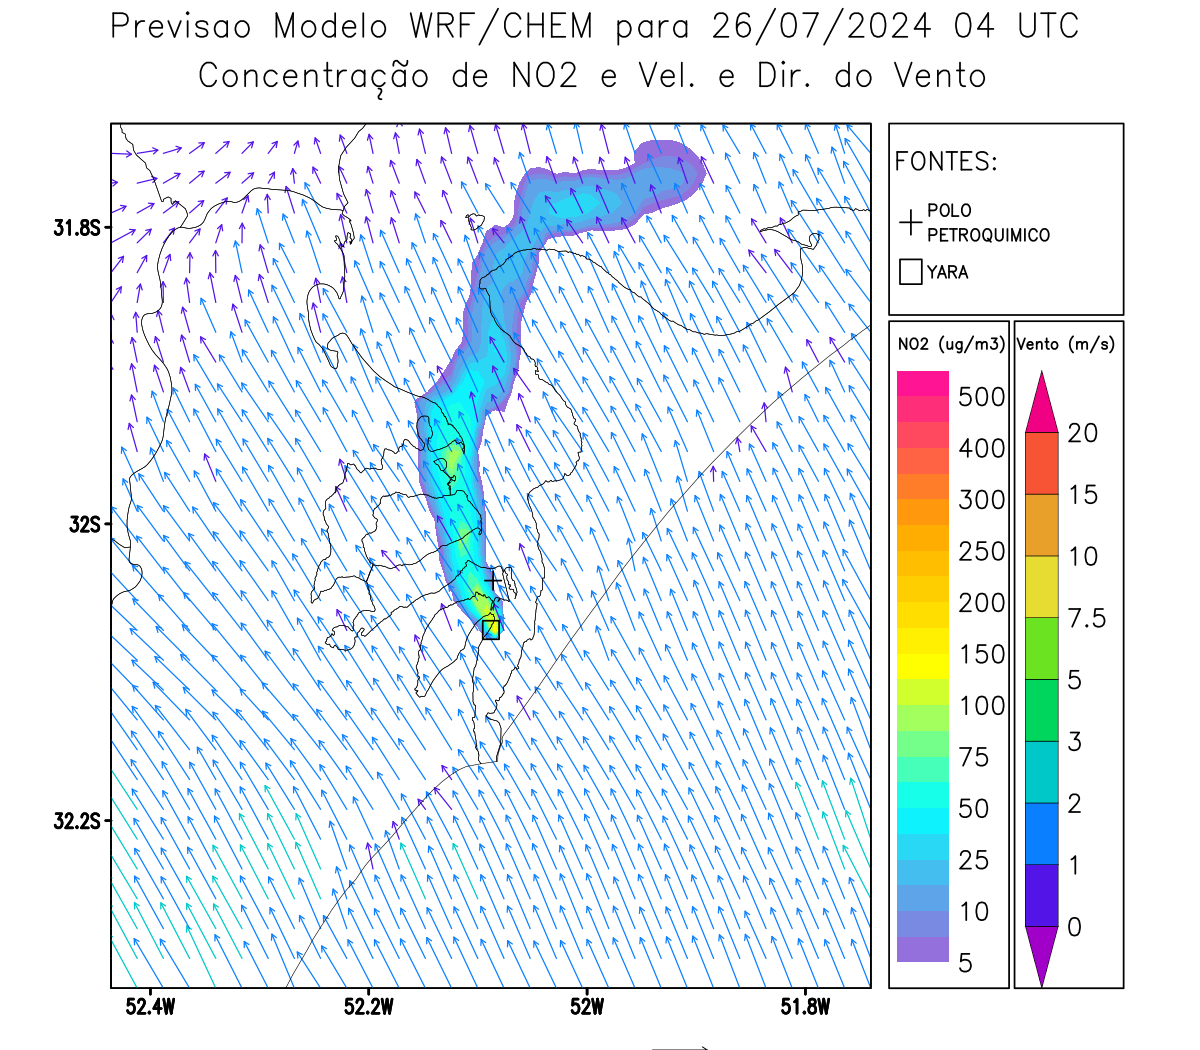 Previsao Modelo WRF/CHEM para 26/07/2024 04 UTC
Concentração de NO2 e Vel. e Dir. do Vento
FONTES:
POLO
PETROQUIMICO
YARA
31.8S
32S
32.2S
52.4W 52.2W 52W 51.8W
NO2 (ug/m3)
500
400
300
250
200
150
100
75
50
25
10
5
Vento (m/s)
20
15
10
7.5
5
3
2
1
0